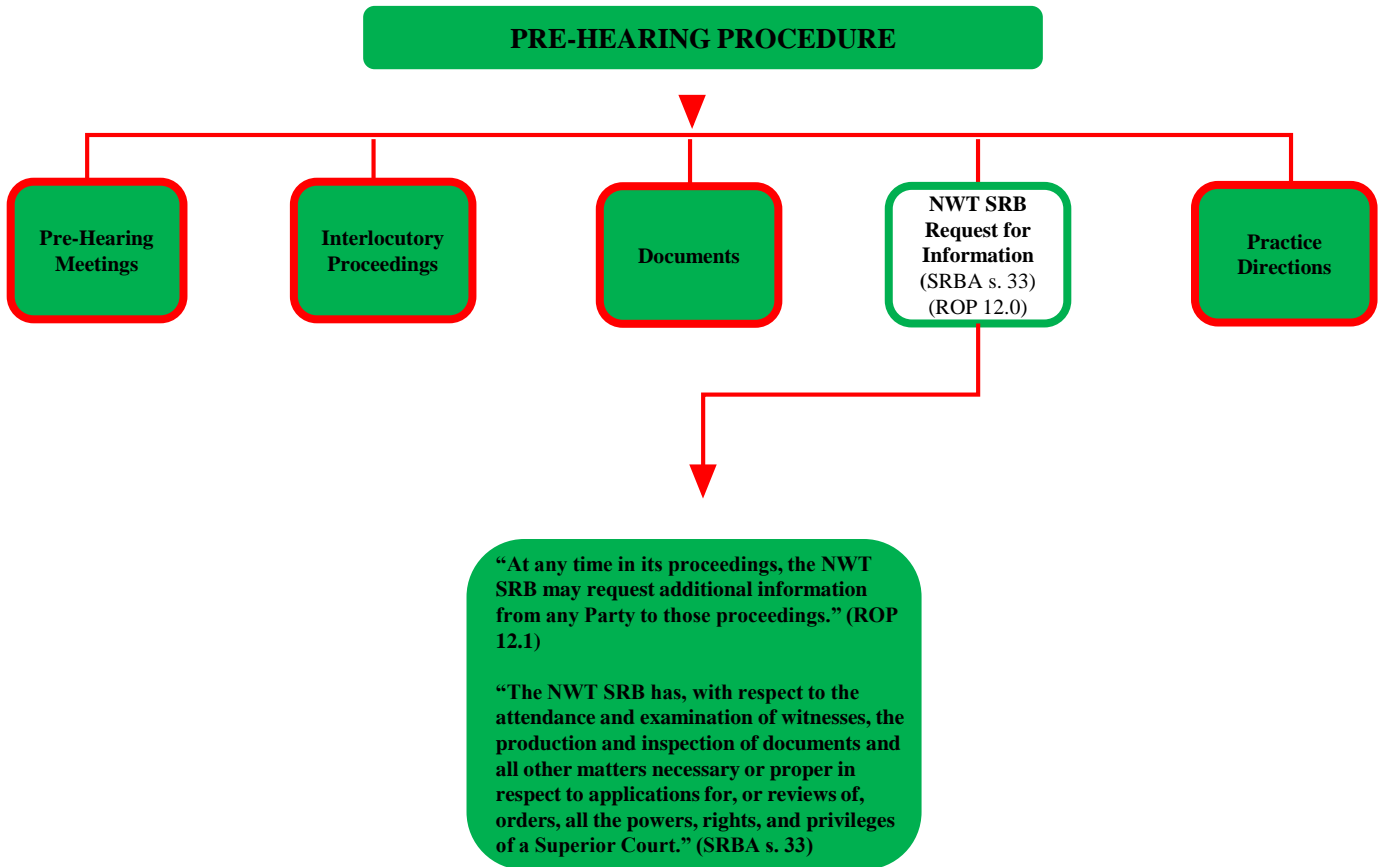 PRE-HEARING PROCEDURE
Pre-Hearing
Meetings
Interlocutory
Proceedings
Documents
NWT SRB
Request for
Information
(SRBA s. 33)
(ROP 12.0)
Practice
Directions
“At any time in its proceedings, the NWT
SRB may request additional information
from any Party to those proceedings.” (ROP
12.1)
“The NWT SRB has, with respect to the
attendance and examination of witnesses, the
production and inspection of documents and
all other matters necessary or proper in
respect to applications for, or reviews of,
orders, all the powers, rights, and privileges
of a Superior Court.” (SRBA s. 33)